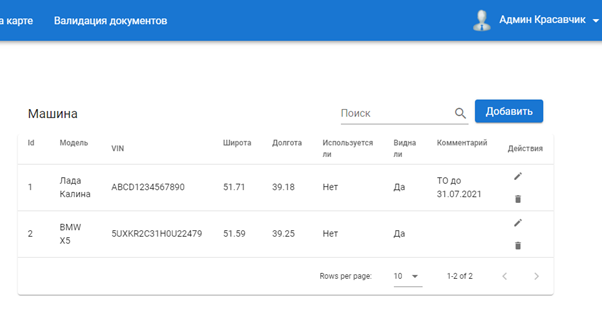 а карте Валидация документов Админ Красавчик
Машина Поиск Добавить
Id Модель VIN Широта Долгота Используется ли Видна ли Комментарий Действия
1 Лада Калина ABCD1234567890 51.71 39.18 Нет Да ТО до 31.07.2021
2 BMW X5 5UXKR2C31H0U22479 51.59 39.25 Нет Да
Rows per page: 10 1-2 of 2